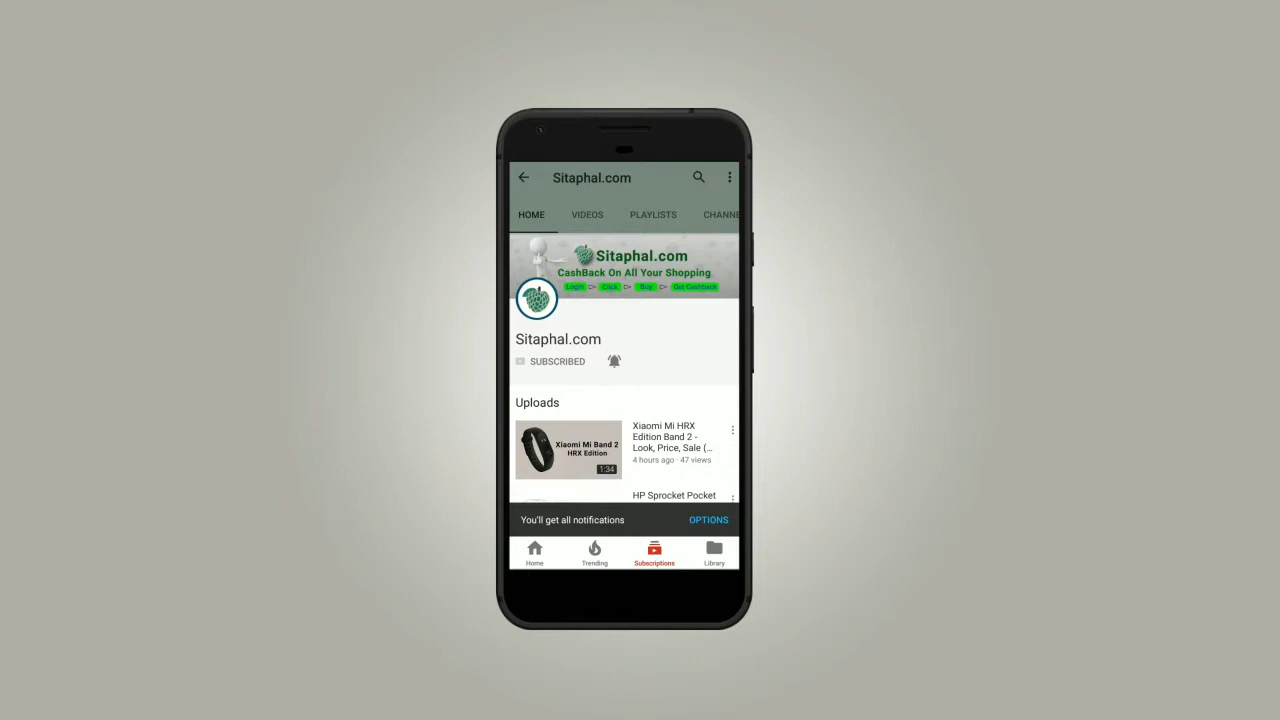 Sitaphal.com
HOME VIDEOS PLAYLISTS CHANNE
Sitaphal.com
CashBack On All Your Shopping
Login Click Buy Get Cashback
Sitaphal.com
SUBSCRIBED
Uploads
Xiaomi Mi Band 2
HRX Edition
1:34
Xiaomi Mi HRX
Edition Band 2 -
Look, Price, Sale (...
4 hours ago · 47 views
HP Sprocket Pocket
You'll get all notifications OPTIONS
Home Trending Subscriptions Library